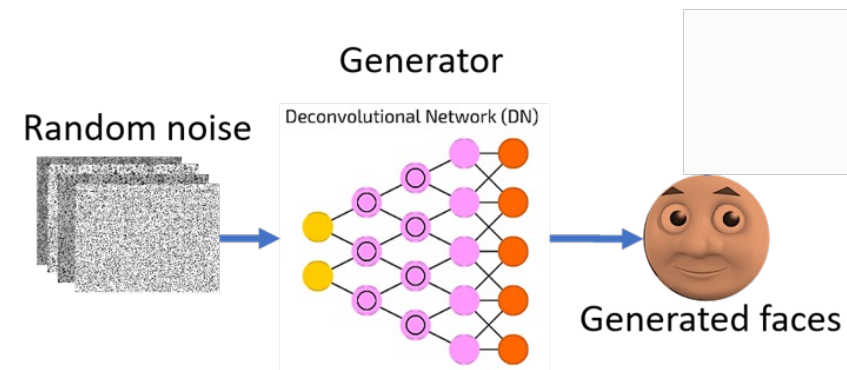 Generator
Random noise
Deconvolutional Network (DN)
Generated faces